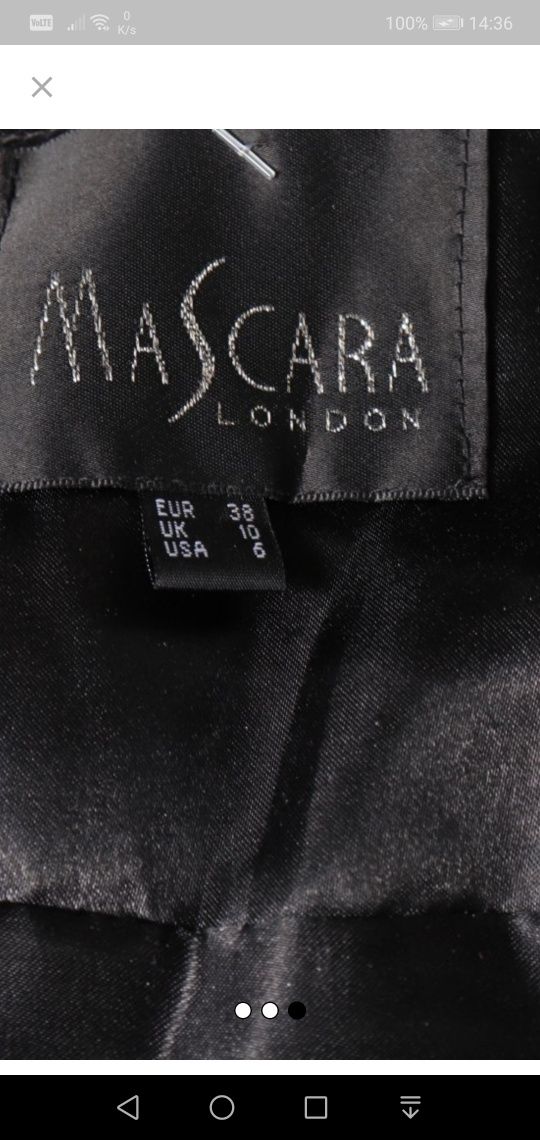 VoLTE 0 K/s 100% 14:36
MASCARA
LONDON
EUR 38
UK 10
USA 6